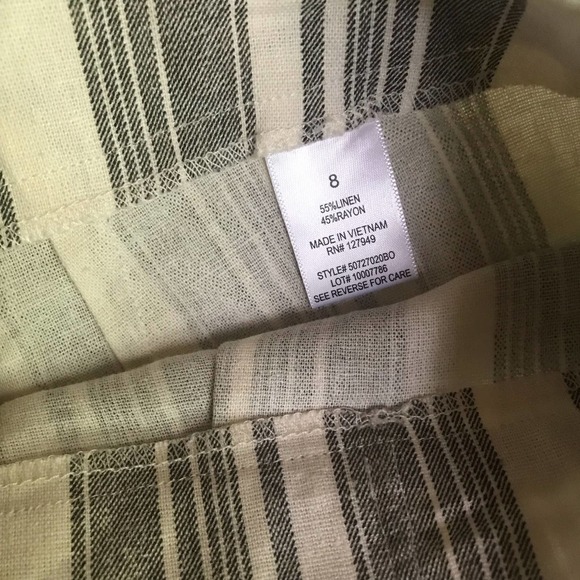 8
55%LINEN
45%RAYON
MADE IN VIETNAM
RN# 127949
STYLE# 50727020BO
LOT# 10007786
SEE REVERSE FOR CARE